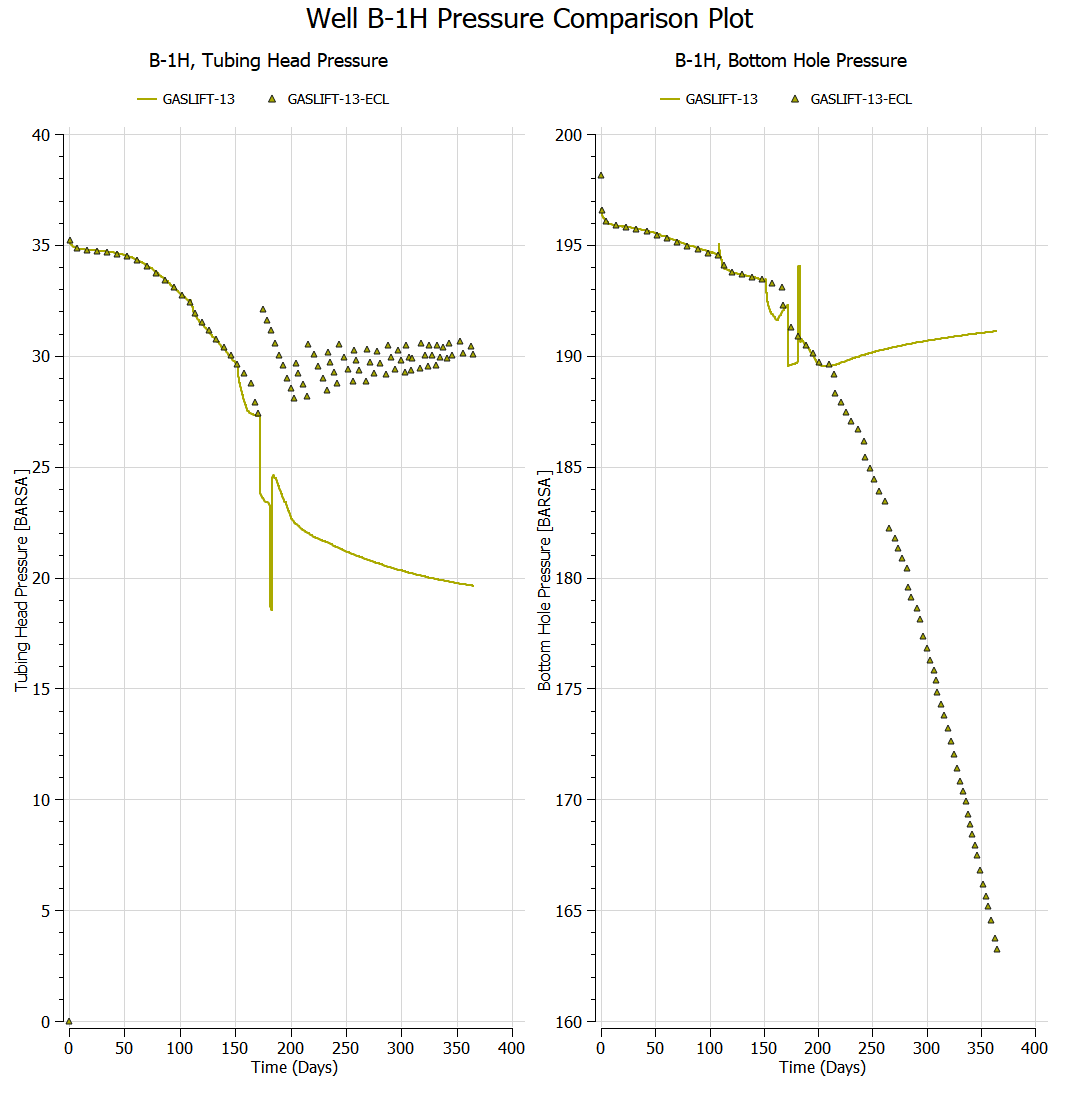 Well B-1H Pressure Comparison Plot
B-1H, Tubing Head Pressure
GASLIFT-13 GASLIFT-13-ECL
40
35
30
25
20
15
10
5
0
Tubing Head Pressure [BARSA]
0 50 100 150 200 250 300 350 400
Time (Days)
B-1H, Bottom Hole Pressure
GASLIFT-13 GASLIFT-13-ECL
200
195
190
185
180
175
170
165
160
Bottom Hole Pressure [BARSA]
0 50 100 150 200 250 300 350 400
Time (Days)